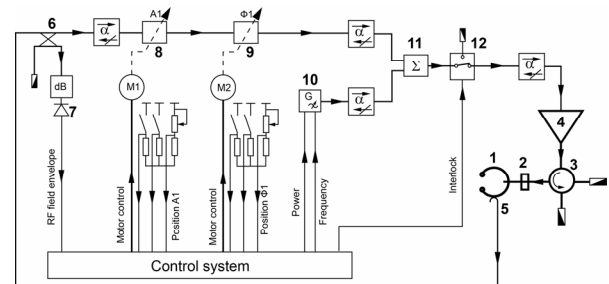 A1 Φ1
6 α α
8 9 11 12
dB M1 M2 10 Σ α
7 G α
4
RF field envelope
Motor control
Pcsition A1
Motor control
Position Φ1
Power
Frequency
Interlock
1 2 3
5
Control system